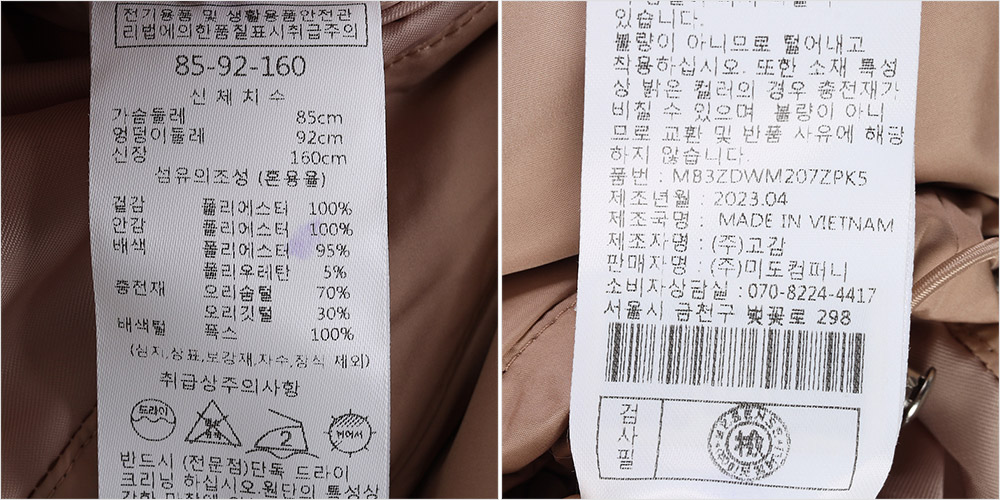 전기용품 및 생활용품안전관
리법에의한품질표시취급주의
85-92-160
신 체 치 수
가슴둘레 85cm
엉덩이둘레 92cm
신장 160cm
섬유의조성 (혼용율)
겉감 폴리에스터 100%
안감 폴리에스터 100%
배색 폴리에스터 95%
폴리우레탄 5%
충전재 오리솜털 70%
오리깃털 30%
배색털 폭스 100%
(심지,상표,보강재,자수,장식 제외)
취급상주의사항
드라이
2
반드시 (전문점)단독 드라이
크리닝 하십시오.원단의 특성상
있습니다.
불량이 아니므로 털어내고
착용하십시오. 또한 소재 특성
상 밝은 컬러의 경우 충전재가
비칠 수 있으며 불량이 아니
므로 교환 및 반품 사유에 해당
하지 않습니다.
품번 : MB3ZDWM207ZPK5
제조년월 : 2023.04
제조국명 : MADE IN VIETNAM
제조자명 : (주)고감
판매자명 : (주)미도컴퍼니
소비자상담실 : 070-8224-4417
서울시 금천구 벚꽃로 298
검사필